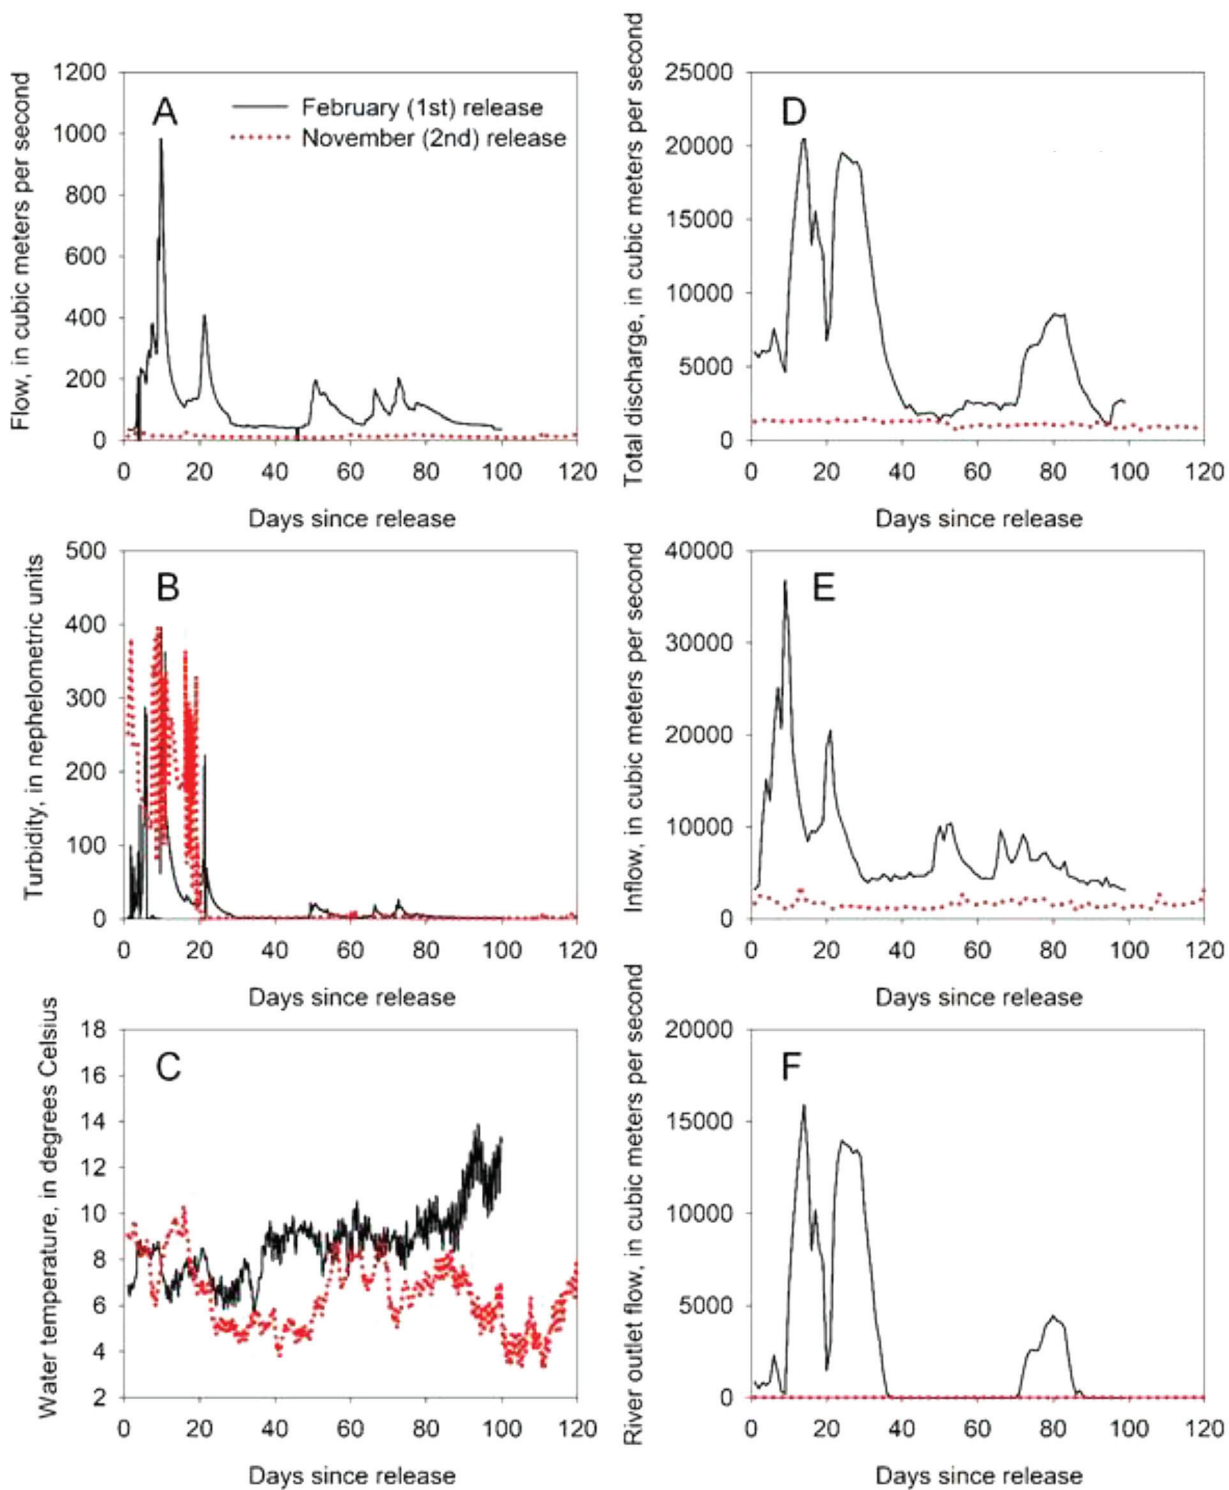 A
February (1st) release
November (2nd) release
Flow, in cubic meters per second
1200
1000
800
600
400
200
0
0 20 40 60 80 100 120
Days since release
D
Total discharge, in cubic meters per second
25000
20000
15000
10000
5000
0
0 20 40 60 80 100 120
Days since release
B
Turbidity, in nephelometric units
500
400
300
200
100
0
0 20 40 60 80 100 120
Days since release
E
Inflow, in cubic meters per second
40000
30000
20000
10000
0
0 20 40 60 80 100 120
Days since release
C
Water temperature, in degrees Celsius
18
16
14
12
10
8
6
4
2
0 20 40 60 80 100 120
Days since release
F
River outlet flow, in cubic meters per second
20000
15000
10000
5000
0
0 20 40 60 80 100 120
Days since release